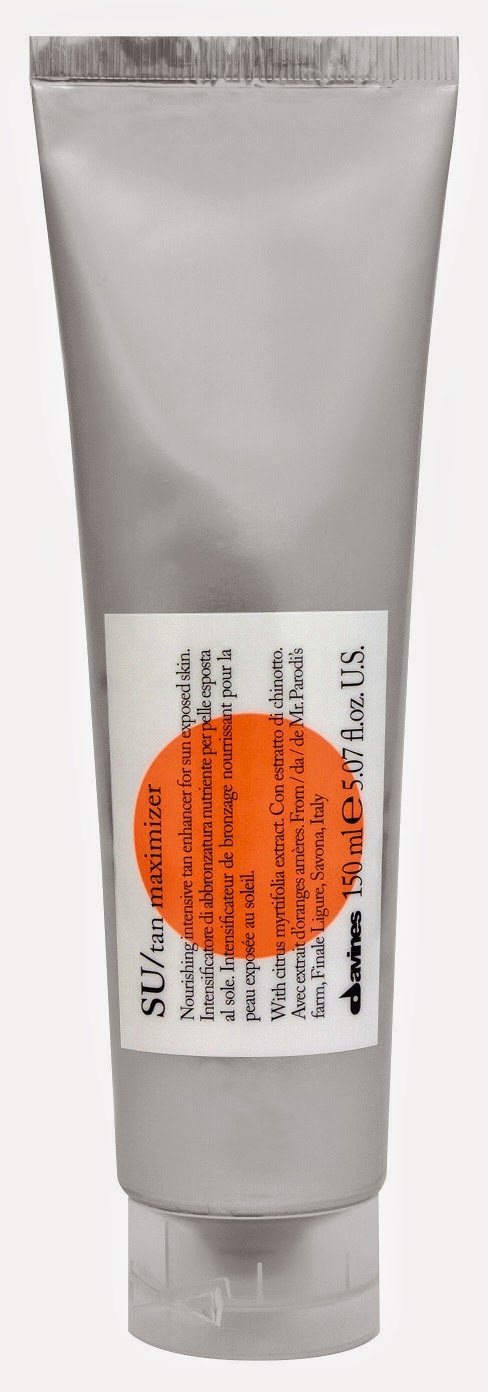 SU/tan maximizer
Nourishing intensive tan enhancer for sun exposed skin.
Intensificatore di abbronzatura nutriente per pelle esposta
al sole. Intensificateur de bronzage nourrissant pour la
peau exposée au soleil.
With citrus myrtifolia extract. Con estratto di chinotto.
Avec extrait d'oranges amères. From / da / de Mr. Parodi's
farm, Finale Ligure, Savona, Italy
davines 150 ml e 5.07 fl.oz. U.S.